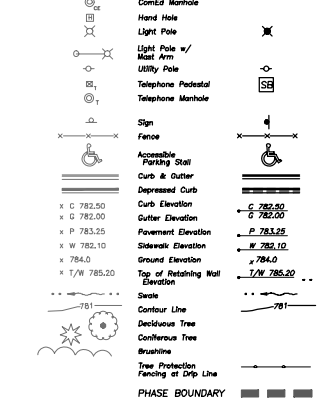 ComEd Manhole
CE
H Hand Hole
Light Pole
Light Pole w/
Mast Arm
Utility Pole
T Telephone Pedestal SB
T Telephone Manhole
Sign
Fence
Accessible
Parking Stall
Curb & Gutter
Depressed Curb
x C 782.50 Curb Elevation C 782.50
x G 782.00 Gutter Elevation G 782.00
x P 783.25 Pavement Elevation P 783.25
x W 782.10 Sidewalk Elevation W 782.10
x 784.0 Ground Elevation x 784.0
x T/W 785.20 Top of Retaining Wall T/W 785.20
Elevation
Swale
781 Contour Line 781
Deciduous Tree
Coniferous Tree
Brushline
Tree Protection
Fencing at Drip Line
PHASE BOUNDARY